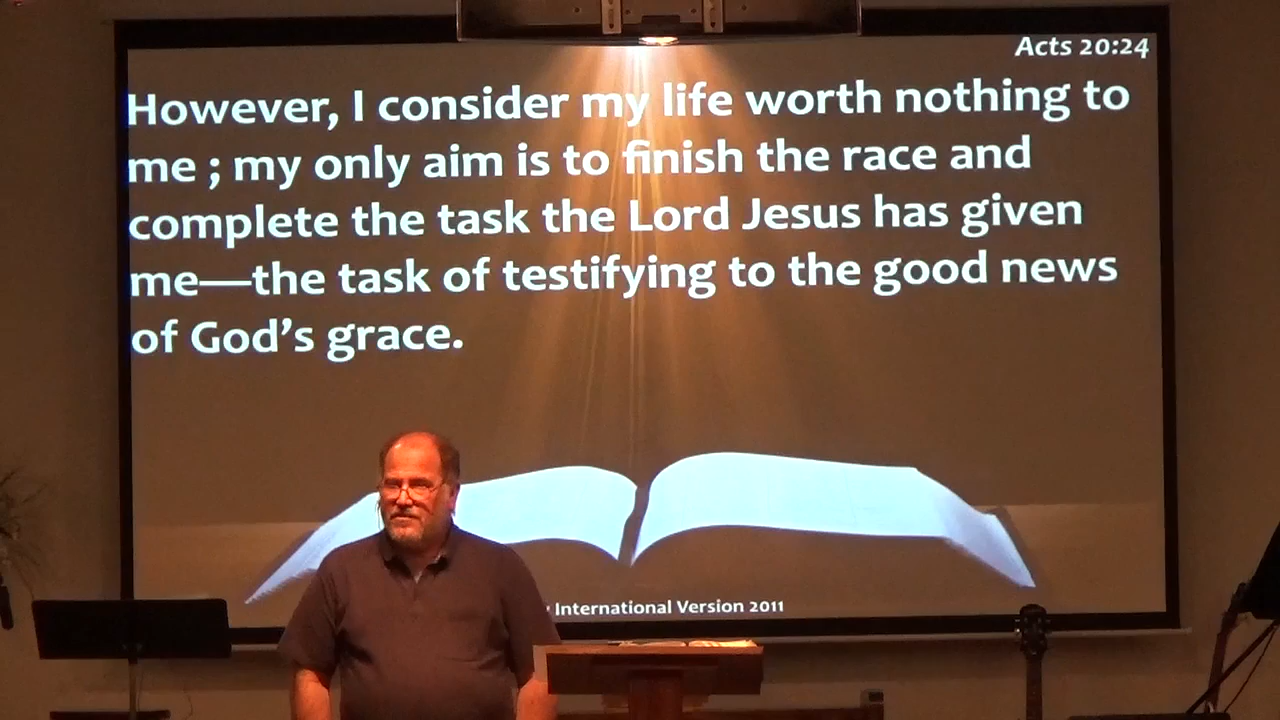 Acts 20:24
However, I consider my life worth nothing to
me ; my only aim is to finish the race and
complete the task the Lord Jesus has given
me—the task of testifying to the good news
of God’s grace.
International Version 2011